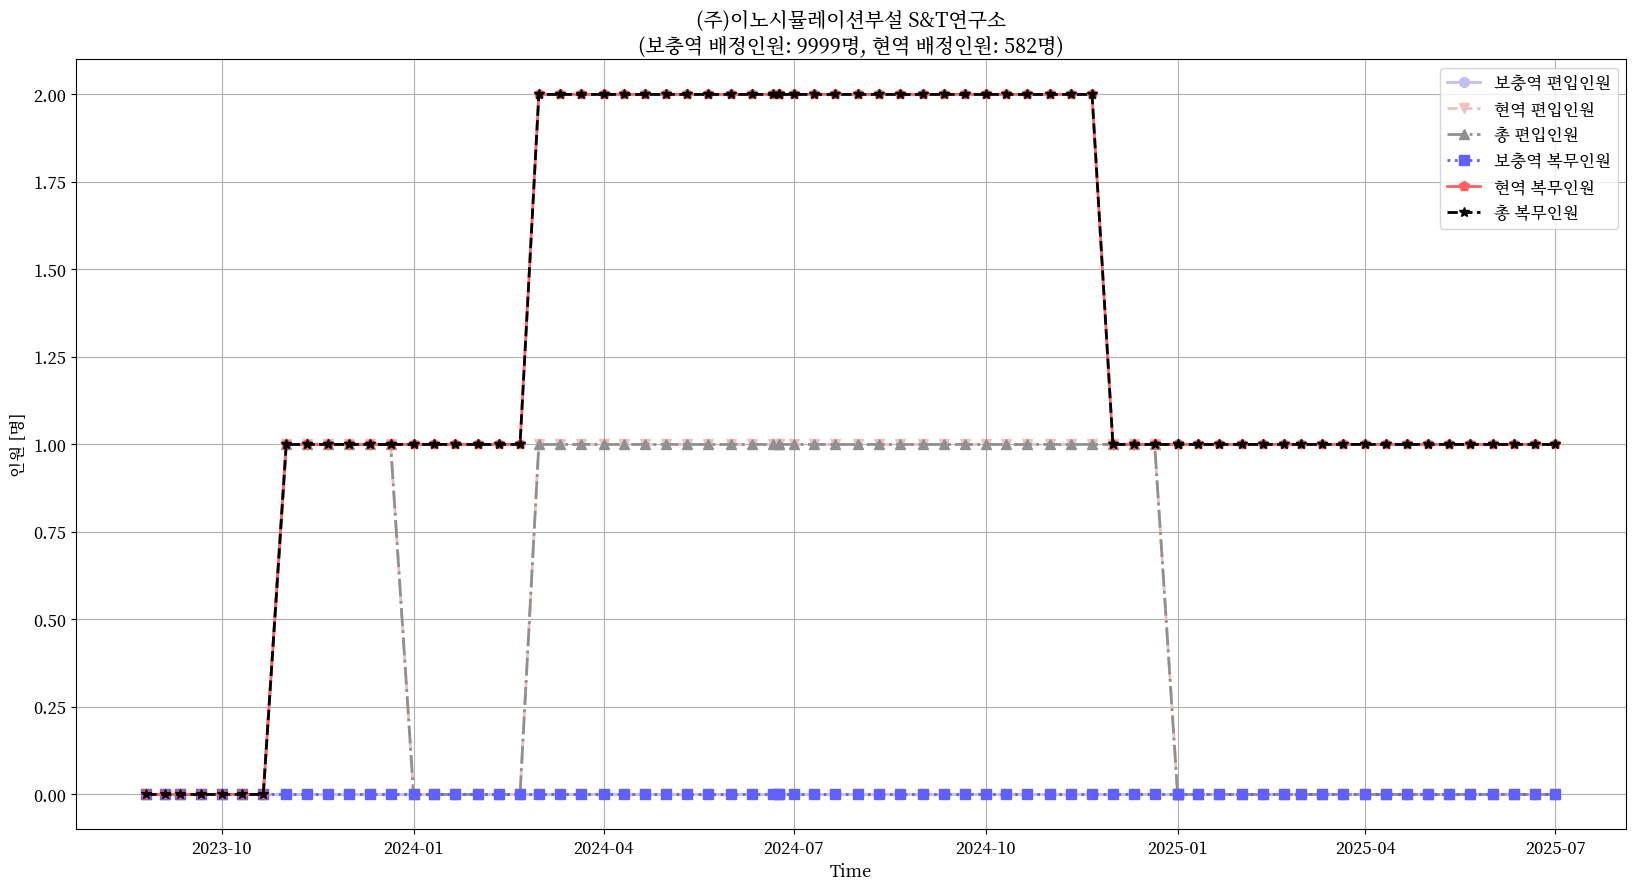 (주)이노시뮬레이션부설 S&T연구소
(보충역 배정인원: 9999명, 현역 배정인원: 582명)
보충역 편입인원
현역 편입인원
총 편입인원
보충역 복무인원
현역 복무인원
총 복무인원
2.00
1.75
1.50
1.25
1.00
0.75
0.50
0.25
0.00
인원 [명]
2023-10
2024-01
2024-04
2024-07
2024-10
2025-01
2025-04
2025-07
Time